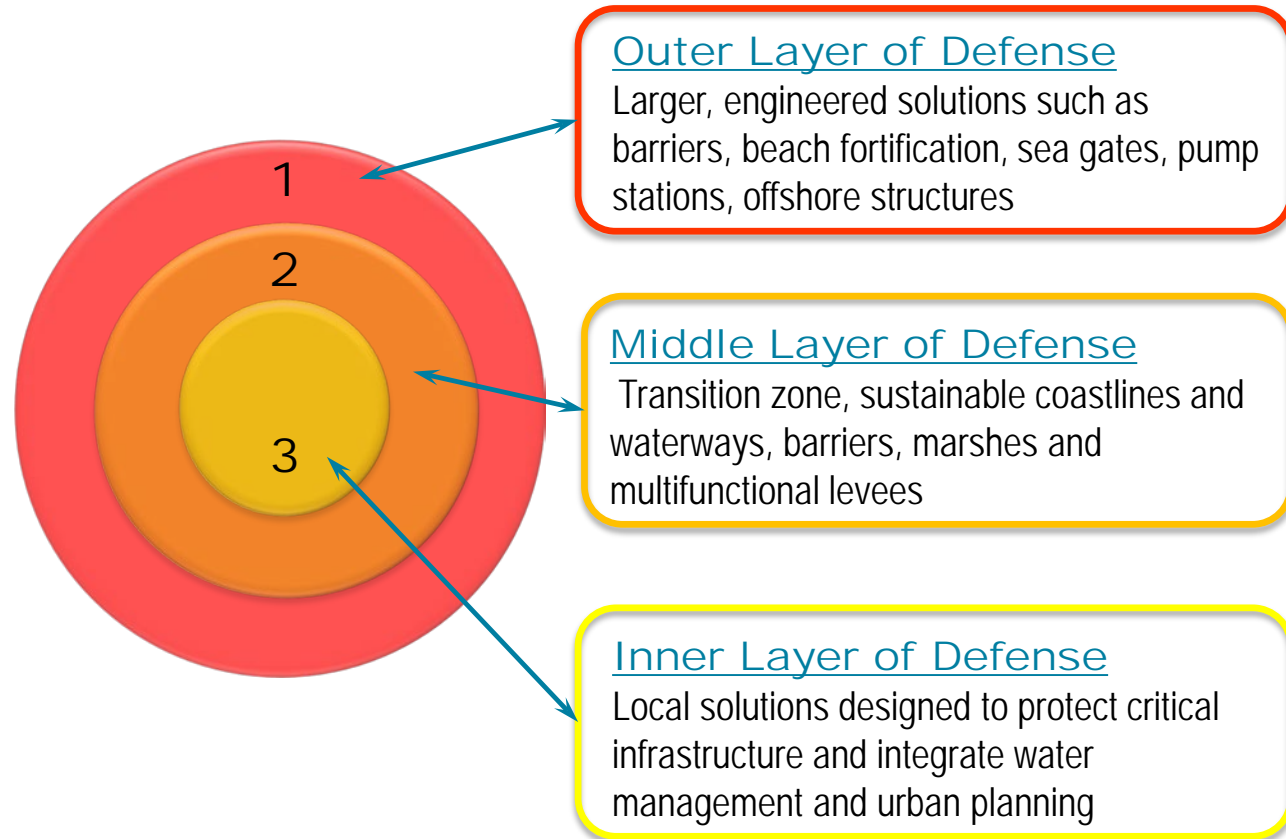 1
2
3
Outer Layer of Defense
Larger, engineered solutions such as
barriers, beach fortification, sea gates, pump
stations, offshore structures
Middle Layer of Defense
Transition zone, sustainable coastlines and
waterways, barriers, marshes and
multifunctional levees
Inner Layer of Defense
Local solutions designed to protect critical
infrastructure and integrate water
management and urban planning